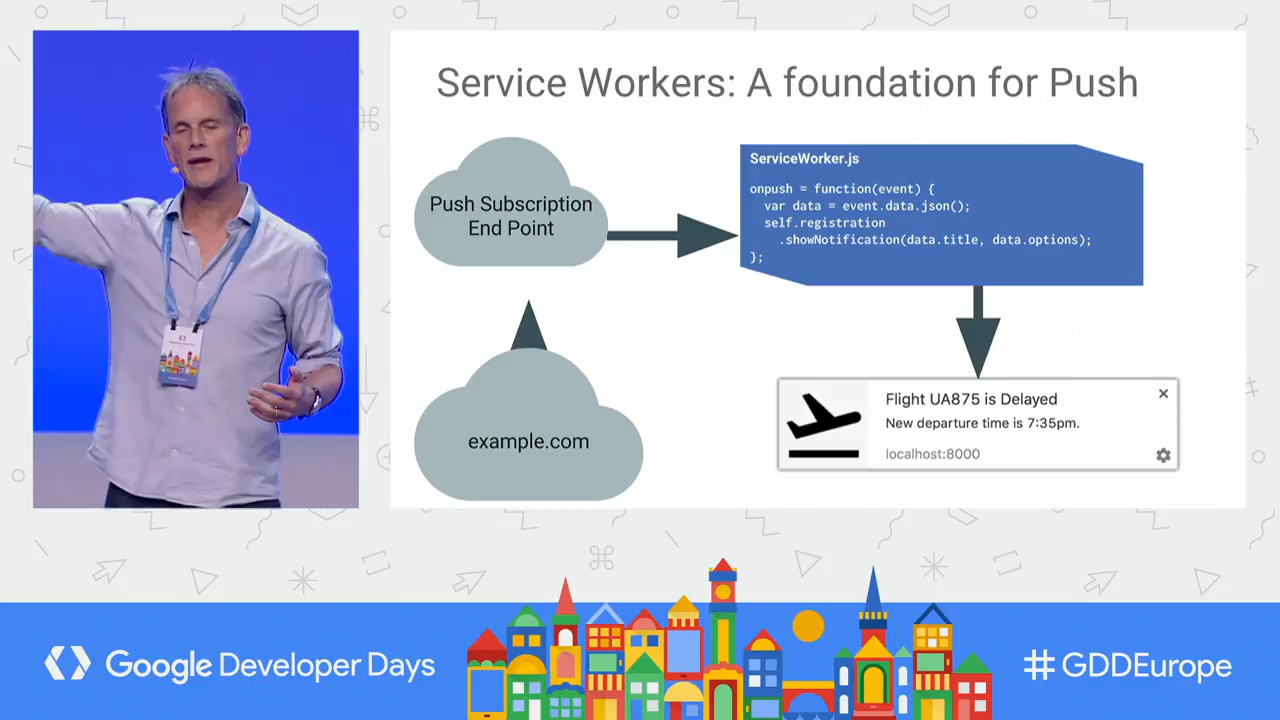 Service Workers: A foundation for Push
Push Subscription
End Point
ServiceWorker.js
onpush = function(event) {
var data = event.data.json();
self.registration
.showNotification(data.title, data.options);
};
example.com
Flight UA875 is Delayed
New departure time is 7:35pm.
localhost:8000
Google Developer Days
#GDDEurope